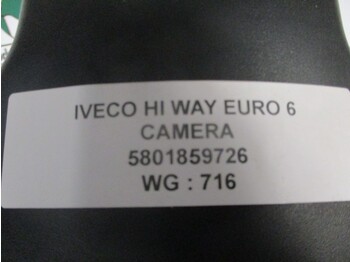 IVECO HI WAY EURO 6
CAMERA
5801859726
WG : 716